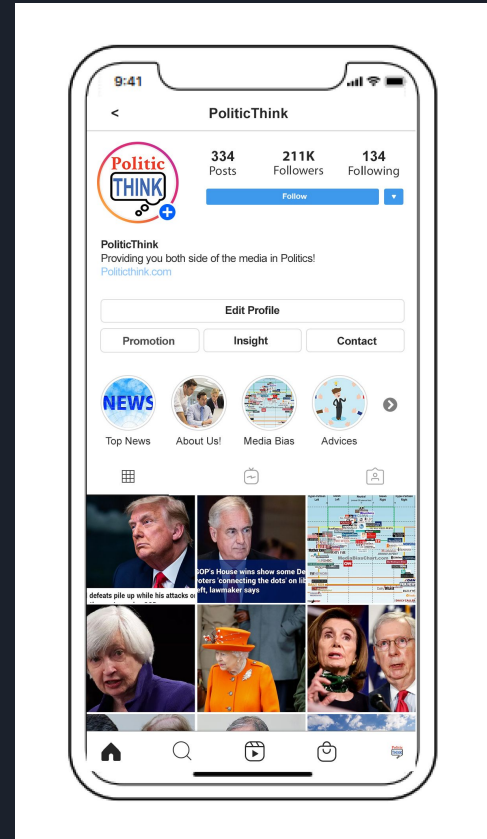 9:41
< PoliticThink
Politic
THINK
334 211K 134
Posts Followers Following
Follow
PoliticThink
Providing you both side of the media in Politics!
Politicthink.com
Edit Profile
Promotion Insight Contact
NEWS
Top News About Us! Media Bias Advices
GOP's House wins show some De
voters 'connecting the dots' on lib
eft, lawmaker says
defeats pile up while his attacks o
Politic
THINK